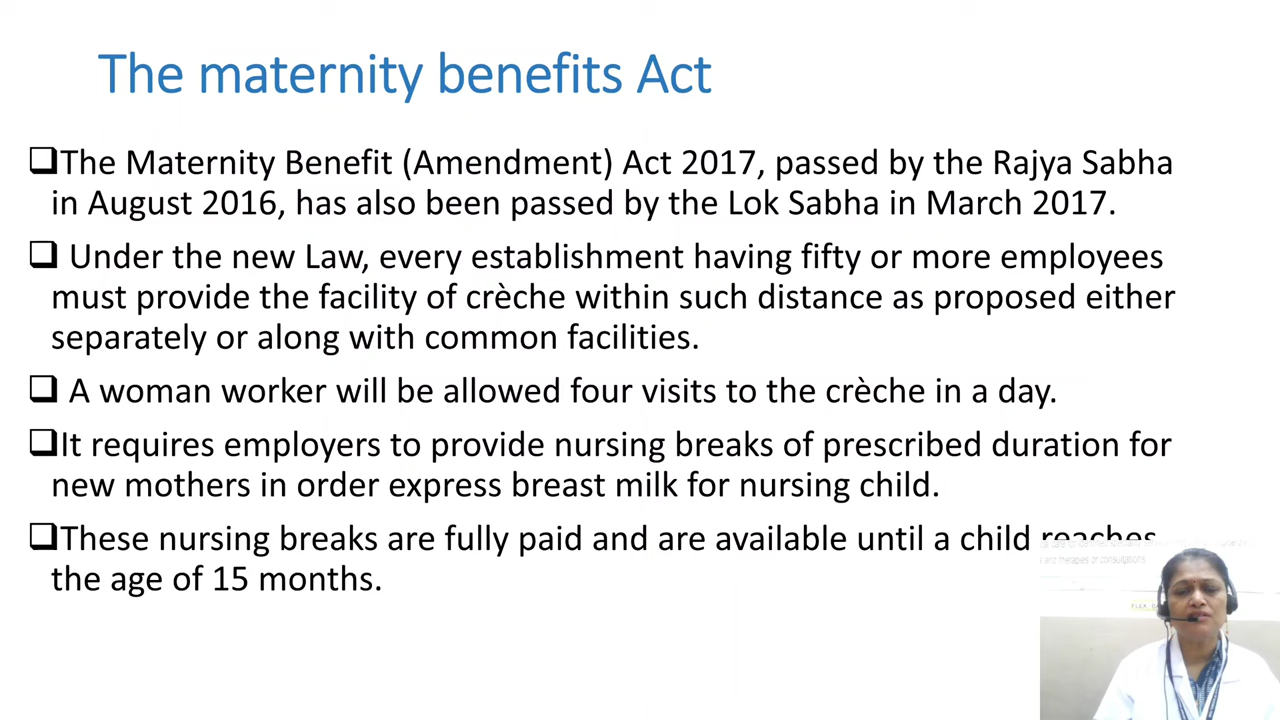 The maternity benefits Act
❑The Maternity Benefit (Amendment) Act 2017, passed by the Rajya Sabha
in August 2016, has also been passed by the Lok Sabha in March 2017.
❑ Under the new Law, every establishment having fifty or more employees
must provide the facility of crèche within such distance as proposed either
separately or along with common facilities.
❑ A woman worker will be allowed four visits to the crèche in a day.
❑It requires employers to provide nursing breaks of prescribed duration for
new mothers in order express breast milk for nursing child.
❑These nursing breaks are fully paid and are available until a child reaches
the age of 15 months.
and therapies or consultations
FLEX